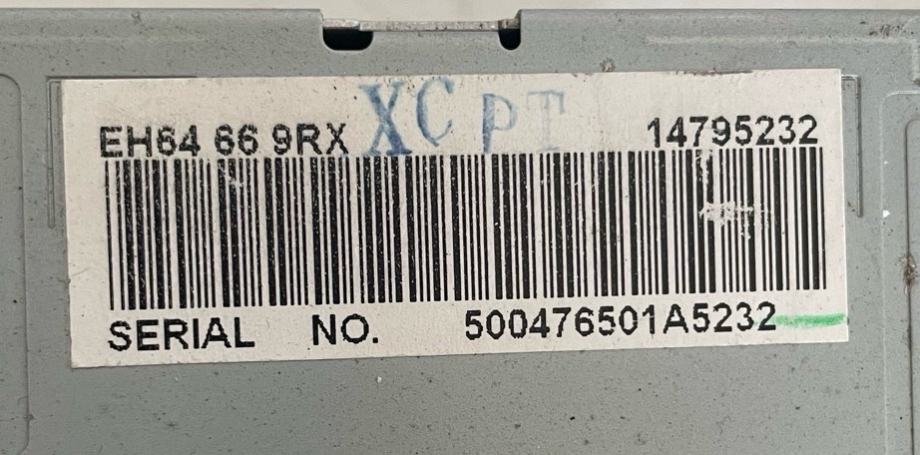 XC PT
EH64 66 9RX 14795232
SERIAL NO. 500476501A5232